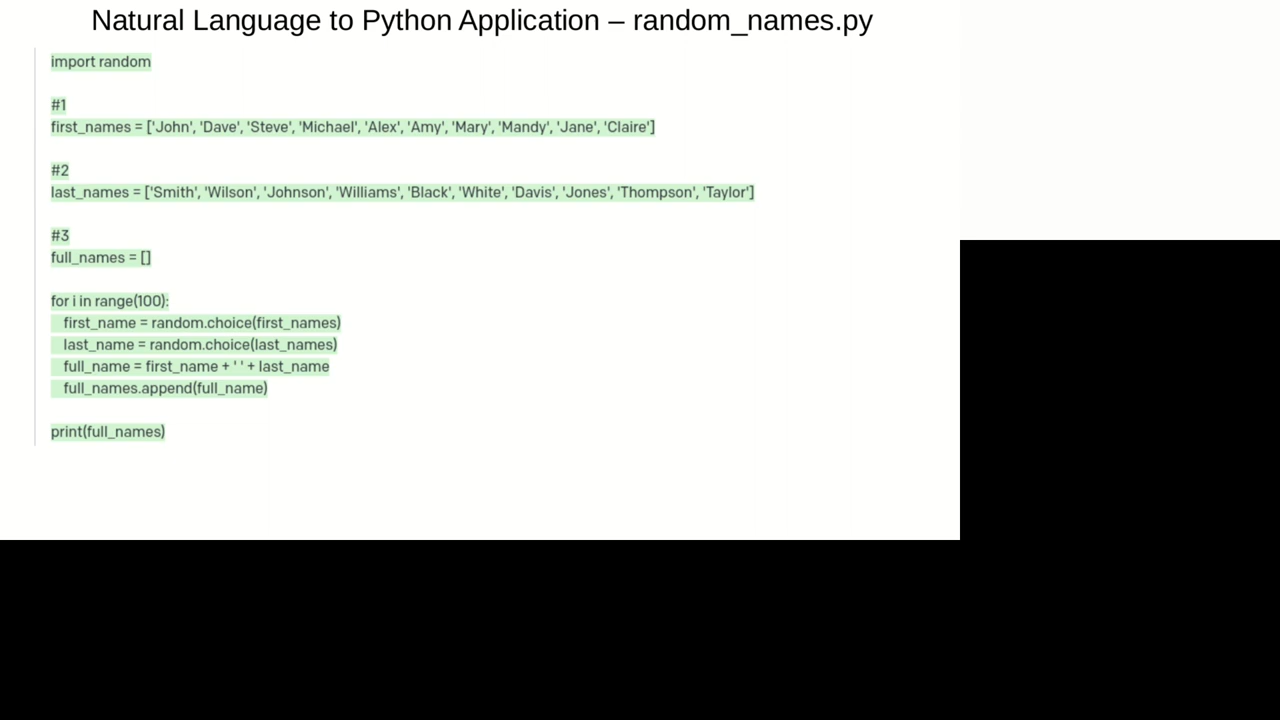 Natural Language to Python Application – random_names.py
import random
#1
first_names = ['John', 'Dave', 'Steve', 'Michael', 'Alex', 'Amy', 'Mary', 'Mandy', 'Jane', 'Claire']
#2
last_names = ['Smith', 'Wilson', 'Johnson', 'Williams', 'Black', 'White', 'Davis', 'Jones', 'Thompson', 'Taylor']
#3
full_names = []
for i in range(100):
    first_name = random.choice(first_names)
    last_name = random.choice(last_names)
    full_name = first_name + ' ' + last_name
    full_names.append(full_name)
print(full_names)